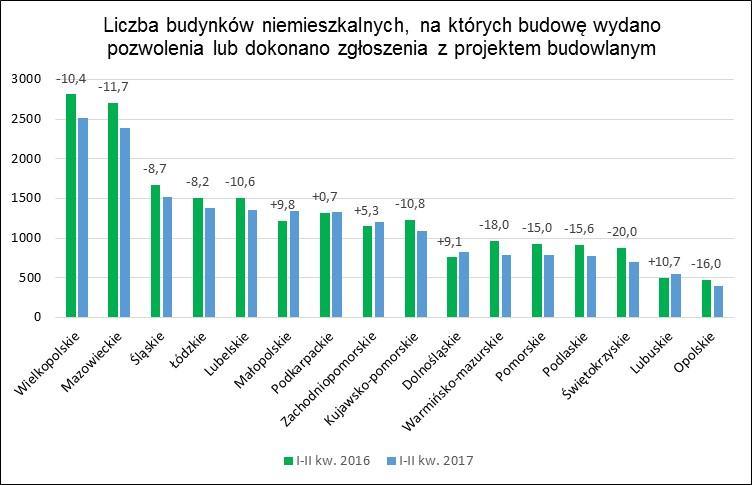 Liczba budynków niemieszkalnych, na których budowę wydano
pozwolenia lub dokonano zgłoszenia z projektem budowlanym
3000
2500
2000
1500
1000
500
0
-10,4
-11,7
-8,7
-8,2
-10,6
+9,8
+0,7
+5,3
-10,8
+9,1
-18,0
-15,0
-15,6
-20,0
+10,7
-16,0
Wielkopolskie
Mazowieckie
Śląskie
Łódzkie
Lubelskie
Małopolskie
Podkarpackie
Zachodniopomorskie
Kujawsko-pomorskie
Dolnośląskie
Warmińsko-mazurskie
Pomorskie
Podlaskie
Świętokrzyskie
Lubuskie
Opolskie
I-II kw. 2016
I-II kw. 2017